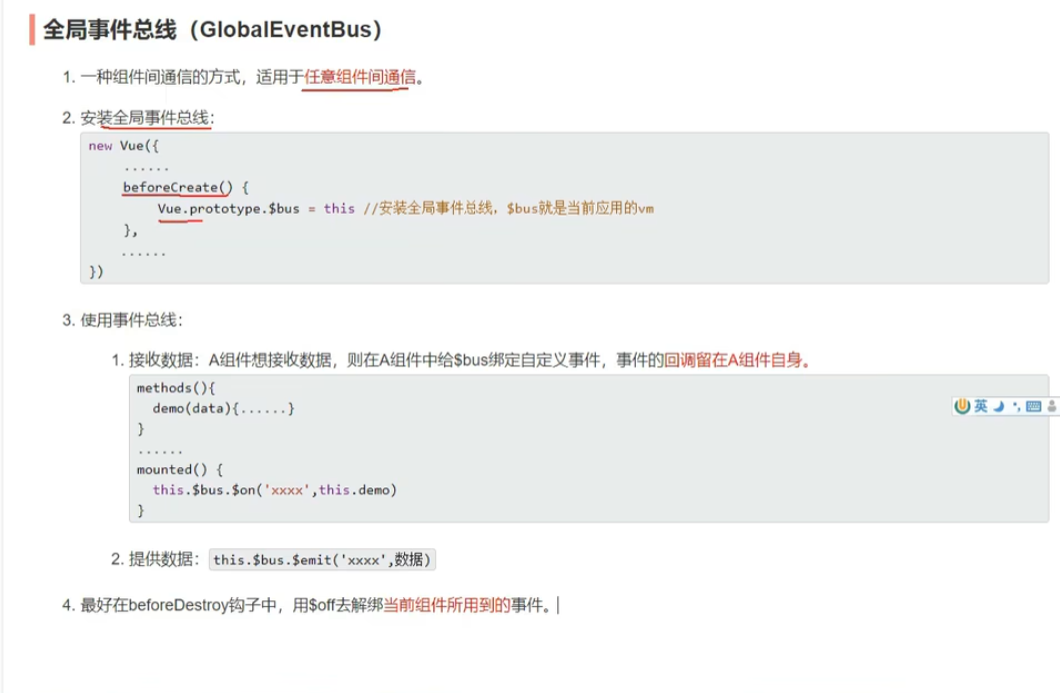 全局事件总线（GlobalEventBus）
1. 一种组件间通信的方式，适用于任意组件间通信。
2. 安装全局事件总线：
new Vue({
......
beforeCreate() {
Vue.prototype.$bus = this //安装全局事件总线，$bus就是当前应用的vm
},
......
})
3. 使用事件总线：
1. 接收数据：A组件想接收数据，则在A组件中给$bus绑定自定义事件，事件的回调留在A组件自身。
methods(){
demo(data){......}
}
......
mounted() {
this.$bus.$on('xxxx',this.demo)
}
英
2. 提供数据：this.$bus.$emit('xxxx',数据)
4. 最好在beforeDestroy钩子中，用$off去解绑当前组件所用到的事件。